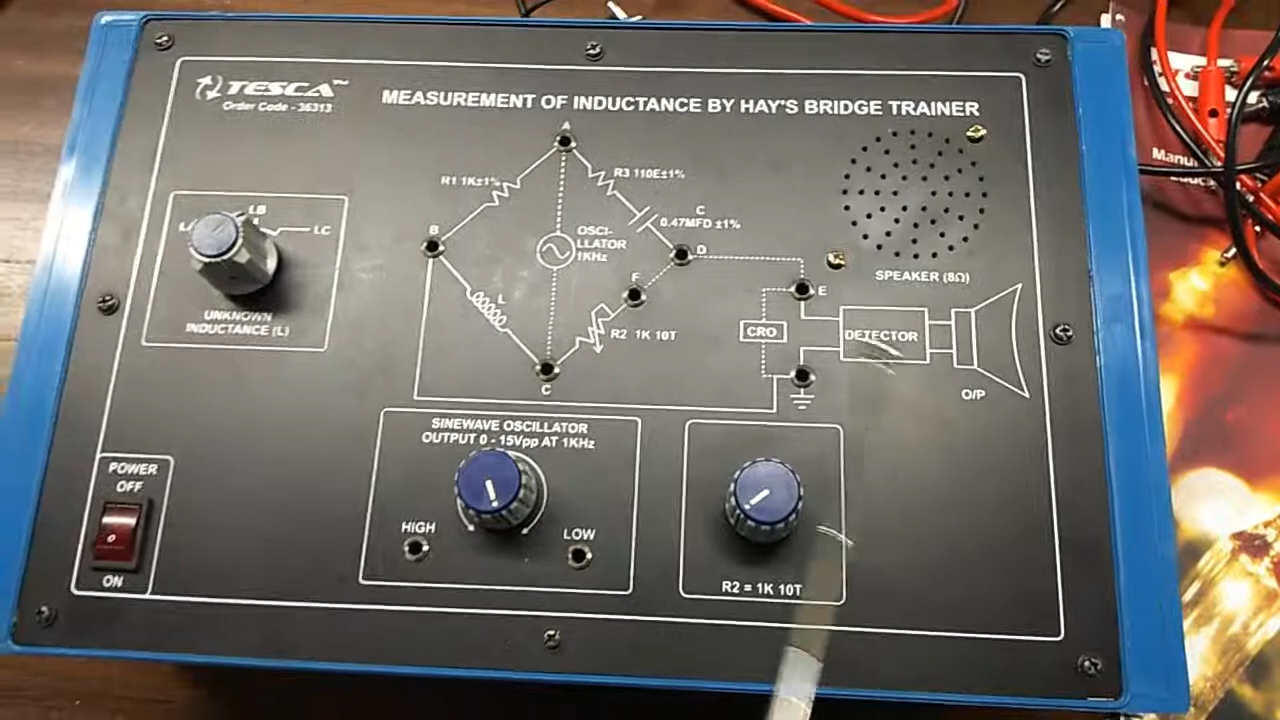 TESCA™
Order Code - 36313
MEASUREMENT OF INDUCTANCE BY HAY'S BRIDGE TRAINER
A
R1 1K±1%
R3 110E±1%
C
0.47MFD ±1%
B
OSCI-
LLATOR
1KHz
D
LB
LC
UNKNOWN
INDUCTANCE (L)
L
F
R2 1K 10T
C
SPEAKER (8Ω)
E
CRO
DETECTOR
O/P
SINEWAVE OSCILLATOR
OUTPUT 0 - 15Vpp AT 1KHz
HIGH
LOW
R2 = 1K 10T
POWER
OFF
ON